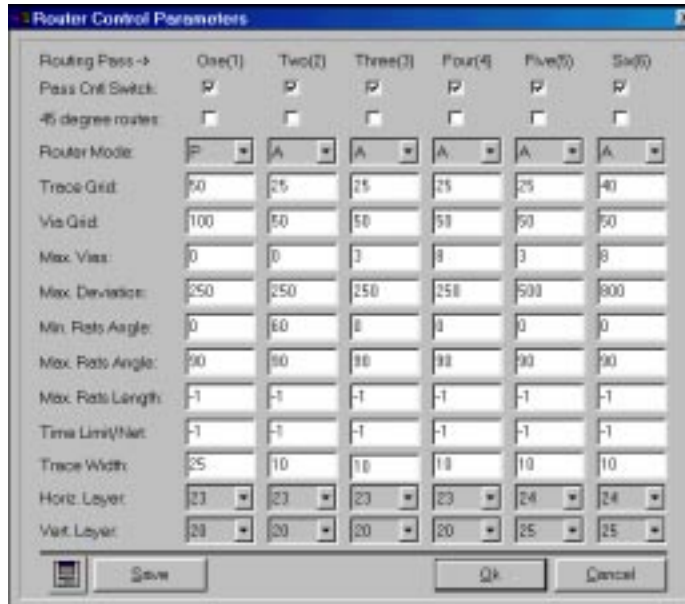 Router Control Parameters
Routing Pass-> One(1) Two(2) Three(3) Four(4) Five(5) Six(6)
Pass Cntl Switch:
45 degree routes:
Router Mode: P A A A A A
Trace Grid: 50 25 25 25 25 40
Via Grid: 100 50 50 50 50 50
Max. Vias: 0 0 3 8 3 8
Max. Deviation: 250 250 250 250 500 800
Min. Rats Angle: 0 60 0 0 0 0
Max. Rats Angle: 90 90 90 90 90 90
Max. Rats Length: -1 -1 -1 -1 -1 -1
Time Limit/Net: -1 -1 -1 -1 -1 -1
Trace Width: 25 10 10 10 10 10
Horiz. Layer: 23 23 23 23 24 24
Vert. Layer: 20 20 20 20 25 25
Save Ok Cancel